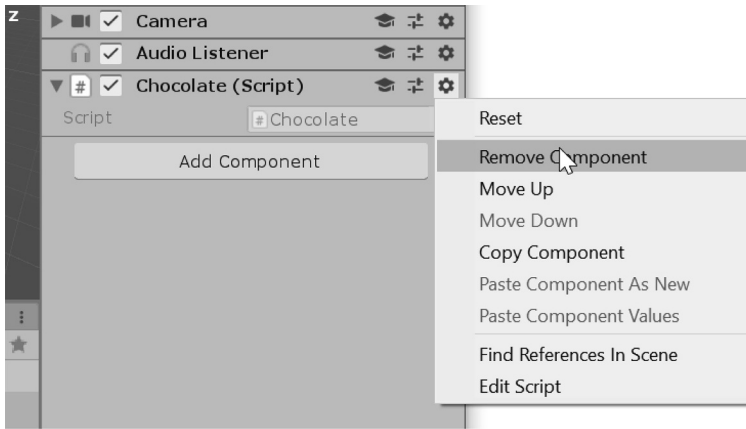 Z
Camera
Audio Listener
# Chocolate (Script)
Script # Chocolate
Add Component
Reset
Remove Component
Move Up
Move Down
Copy Component
Paste Component As New
Paste Component Values
Find References In Scene
Edit Script